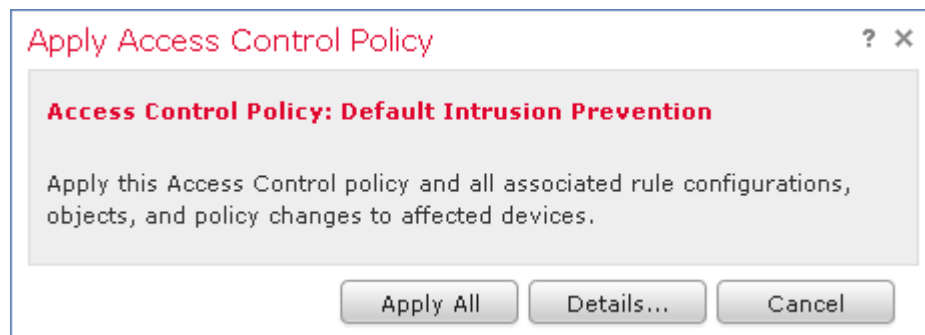 Apply Access Control Policy ? ×
Access Control Policy: Default Intrusion Prevention
Apply this Access Control policy and all associated rule configurations,
objects, and policy changes to affected devices.
Apply All Details... Cancel